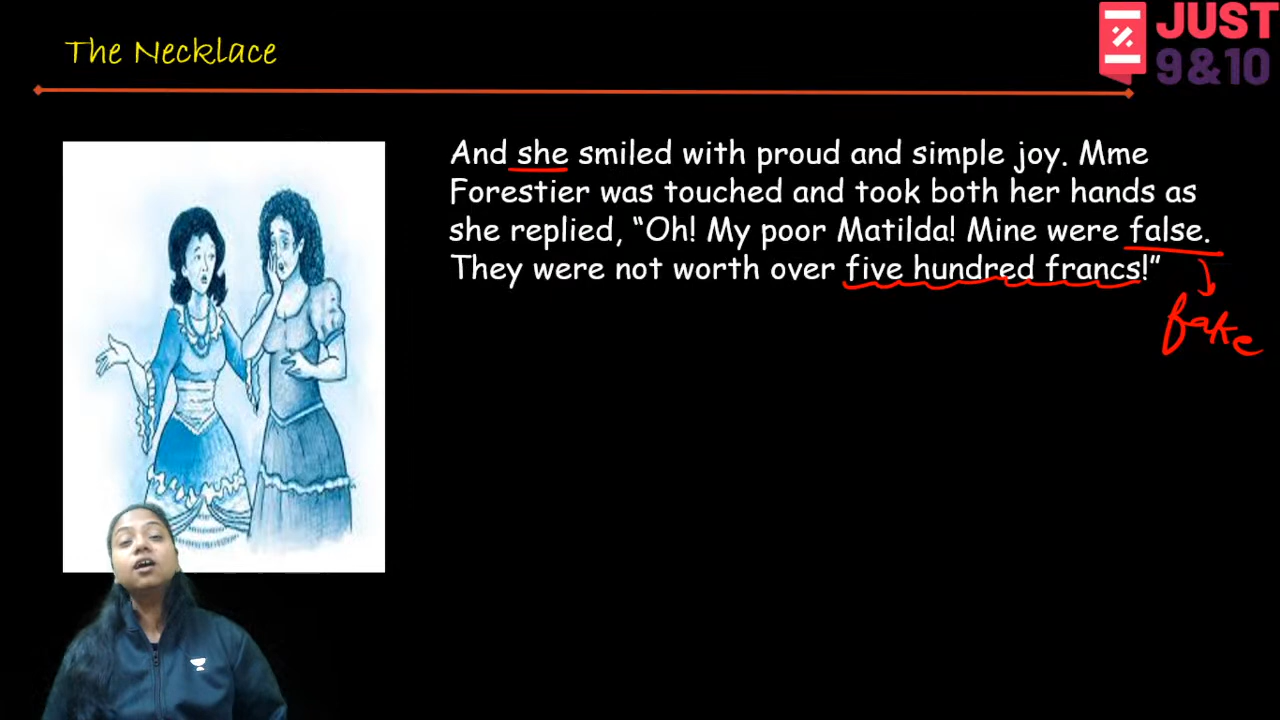 The Necklace
JUST
9 & 10
And she smiled with proud and simple joy. Mme
Forestier was touched and took both her hands as
she replied, “Oh! My poor Matilda! Mine were false.
They were not worth over five hundred francs!”
fake